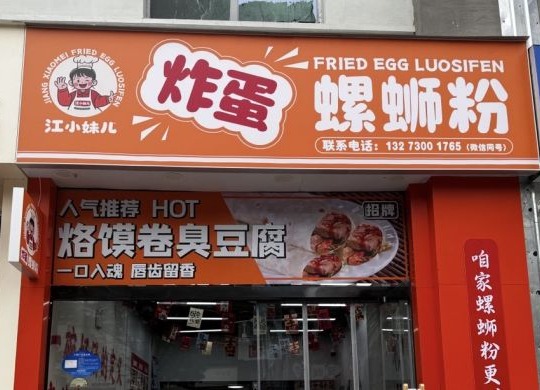 JIANG XIAOMEI FRIED EGG LUOSIFEN
江小妹儿
炸蛋
FRIED EGG LUOSIFEN
螺蛳粉
联系电话：132 7300 1765（微信同号）
人气推荐 HOT
招牌
烙馍卷臭豆腐
一口入魂 唇齿留香
咱家螺蛳粉更